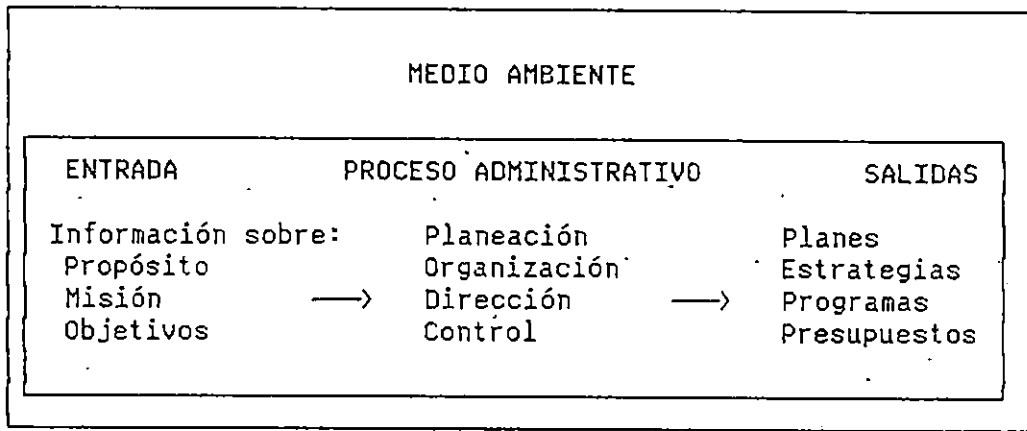 MEDIO AMBIENTE
ENTRADA PROCESO ADMINISTRATIVO SALIDAS
Información sobre: Planeación Planes
Propósito Organización Estrategias
Misión ⟶ Dirección ⟶ Programas
Objetivos Control Presupuestos